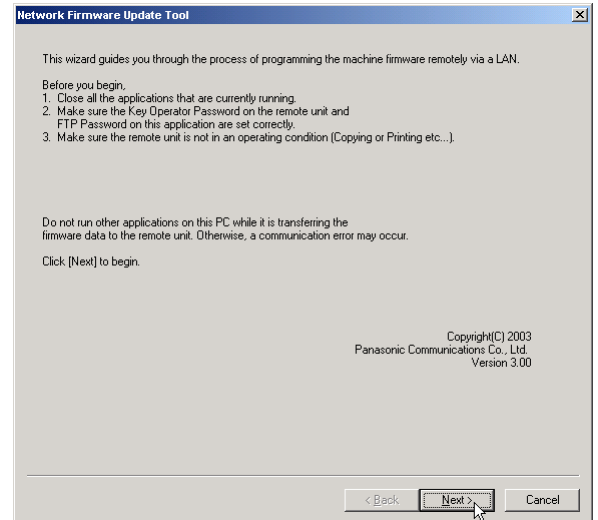 Network Firmware Update Tool
This wizard guides you through the process of programming the machine firmware remotely via a LAN.
Before you begin,
1. Close all the applications that are currently running.
2. Make sure the Key Operator Password on the remote unit and
FTP Password on this application are set correctly.
3. Make sure the remote unit is not in an operating condition (Copying or Printing etc...).
Do not run other applications on this PC while it is transferring the
firmware data to the remote unit. Otherwise, a communication error may occur.
Click [Next] to begin.
Copyright(C) 2003
Panasonic Communications Co., Ltd.
Version 3.00
< Back Next > Cancel